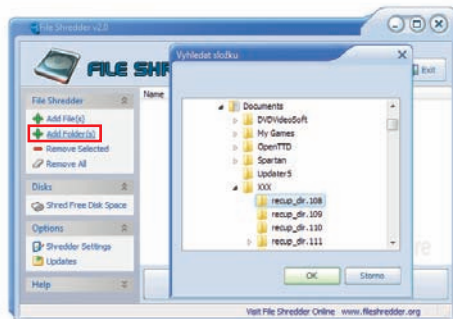 File Shredder v2.0
FILE SHR
Exit
File Shredder
Add File(s)
Add Folder(s)
Remove Selected
Remove All
Disks
Shred Free Disk Space
Options
Shredder Settings
Updates
Help
Name
Vyhledat složku
Documents
DVDVideoSoft
My Games
OpenTTD
Spartan
Updater5
XXX
recup_dir.108
recup_dir.109
recup_dir.110
recup_dir.111
OK
Storno
re
Visit File Shredder Online www.fileshredder.org